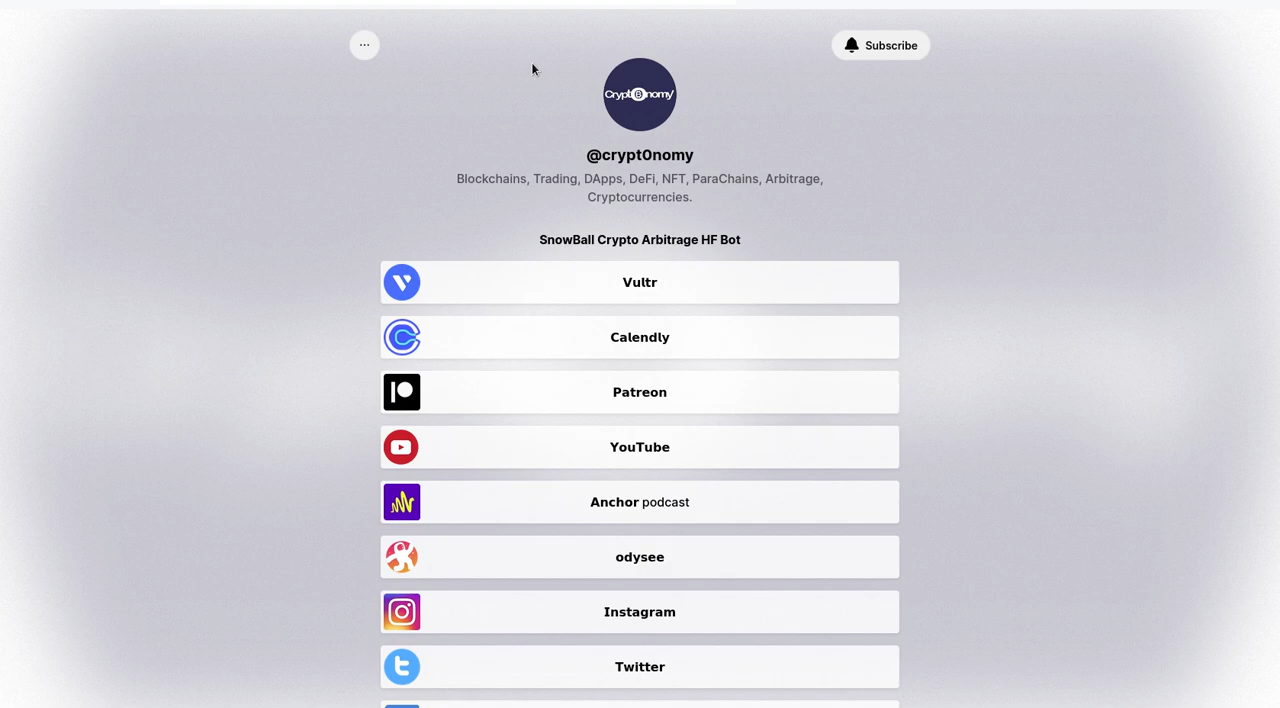 ...
Subscribe
Crypt0nomy
@crypt0nomy
Blockchains, Trading, DApps, DeFi, NFT, ParaChains, Arbitrage,
Cryptocurrencies.
SnowBall Crypto Arbitrage HF Bot
Vultr
Calendly
Patreon
YouTube
Anchor podcast
odysee
Instagram
Twitter